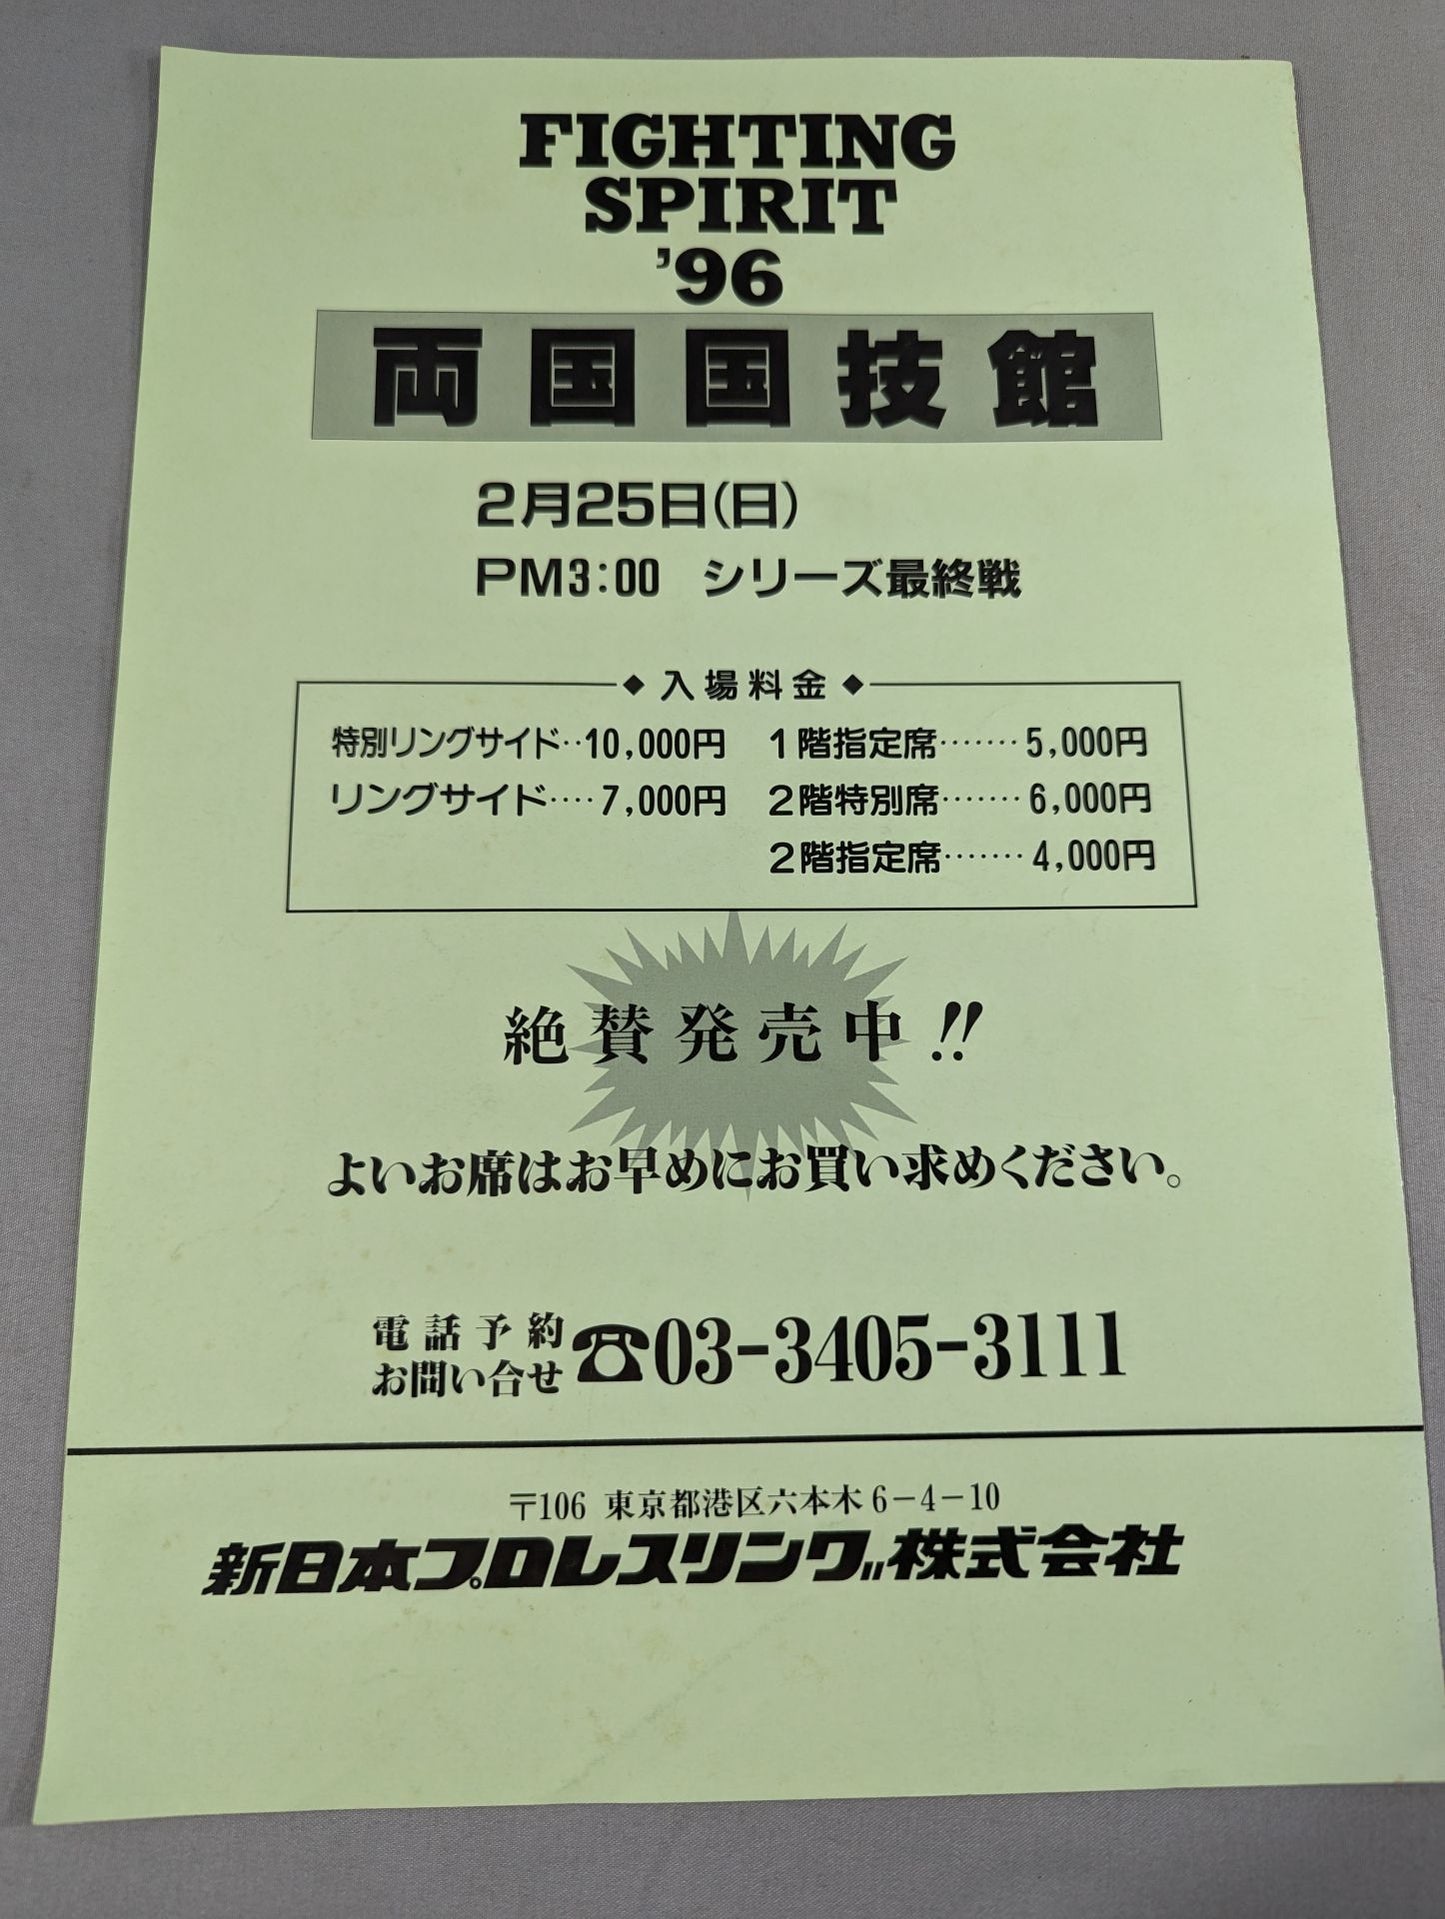 FIGHTING
SPIRIT
'96
両国国技館
2月25日(日)
PM3:00 シリーズ最終戦
◆入場料金◆
特別リングサイド‥10,000円 1階指定席‥‥‥‥5,000円
リングサイド‥‥7,000円 2階特別席‥‥‥‥6,000円
2階指定席‥‥‥‥4,000円
絶賛発売中!!
よいお席はお早めにお買い求めください。
電話予約
お問い合せ ☎03-3405-3111
〒106 東京都港区六本木6-4-10
新日本プロレスリング株式会社